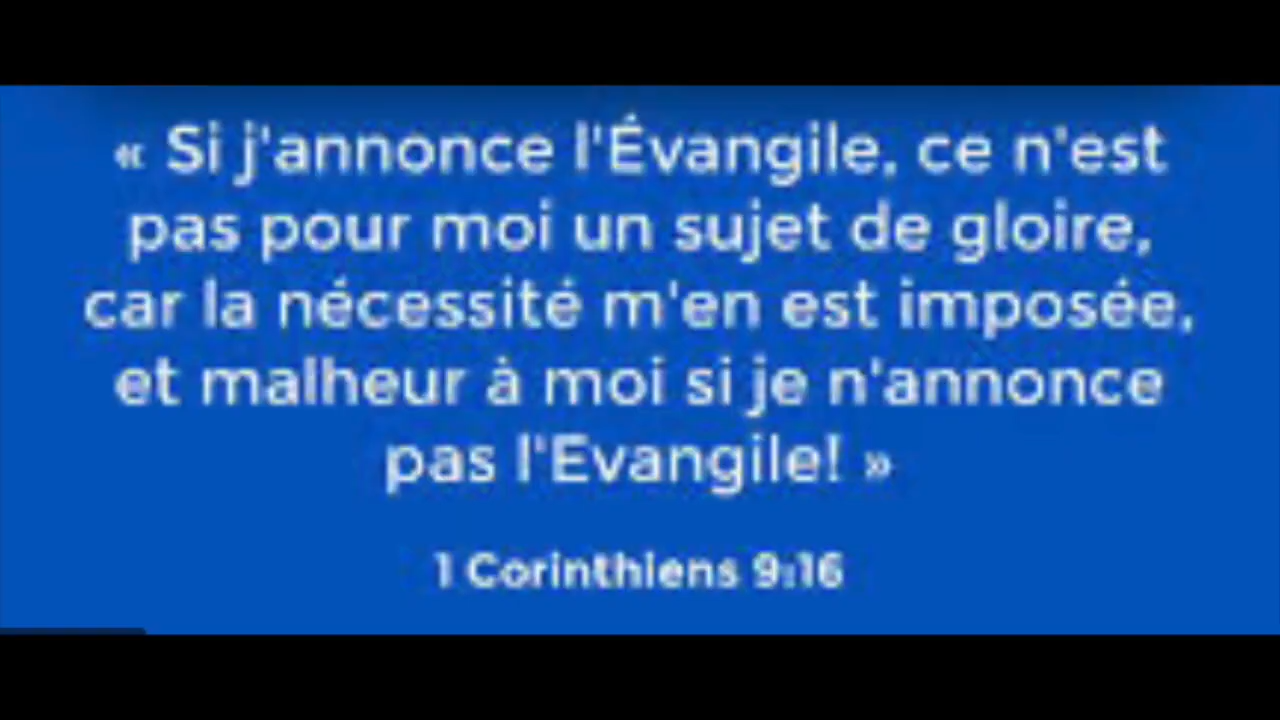 « Si j'annonce l'Évangile, ce n'est
pas pour moi un sujet de gloire,
car la nécessité m'en est imposée,
et malheur à moi si je n'annonce
pas l'Evangile! »
1 Corinthiens 9:16